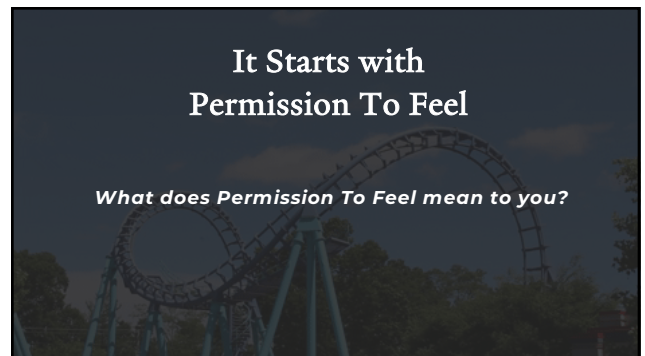 It Starts with
Permission To Feel
What does Permission To Feel mean to you?